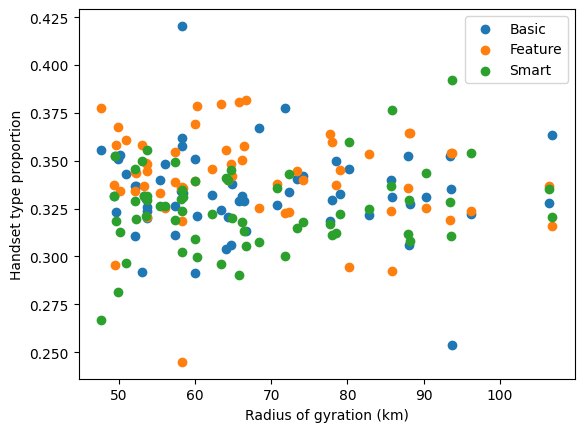 0.425
0.400
0.375
0.350
0.325
0.300
0.275
0.250
Handset type proportion
Basic
Feature
Smart
50 60 70 80 90 100
Radius of gyration (km)